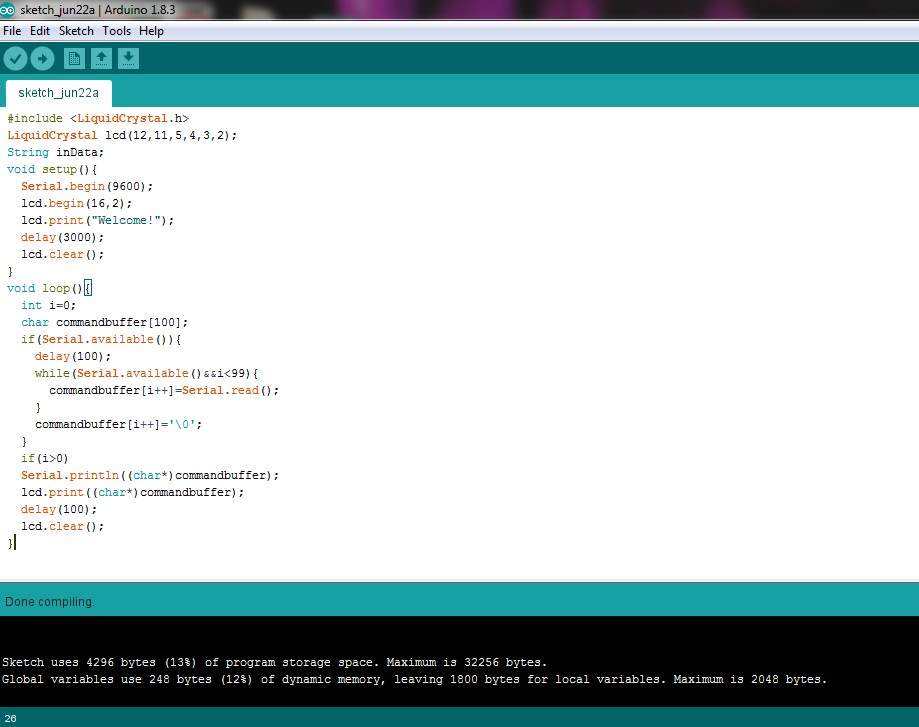 sketch_jun22a | Arduino 1.8.3
File Edit Sketch Tools Help
sketch_jun22a
#include <LiquidCrystal.h>
LiquidCrystal lcd(12,11,5,4,3,2);
String inData;
void setup(){
  Serial.begin(9600);
  lcd.begin(16,2);
  lcd.print("Welcome!");
  delay(3000);
  lcd.clear();
}
void loop(){
  int i=0;
  char commandbuffer[100];
  if(Serial.available()){
    delay(100);
    while(Serial.available()&&i<99){
      commandbuffer[i++]=Serial.read();
    }
    commandbuffer[i++]='\0';
  }
  if(i>0)
  Serial.println((char*)commandbuffer);
  lcd.print((char*)commandbuffer);
  delay(100);
  lcd.clear();
}
Done compiling.
Sketch uses 4296 bytes (13%) of program storage space. Maximum is 32256 bytes.
Global variables use 248 bytes (12%) of dynamic memory, leaving 1800 bytes for local variables. Maximum is 2048 bytes.
26